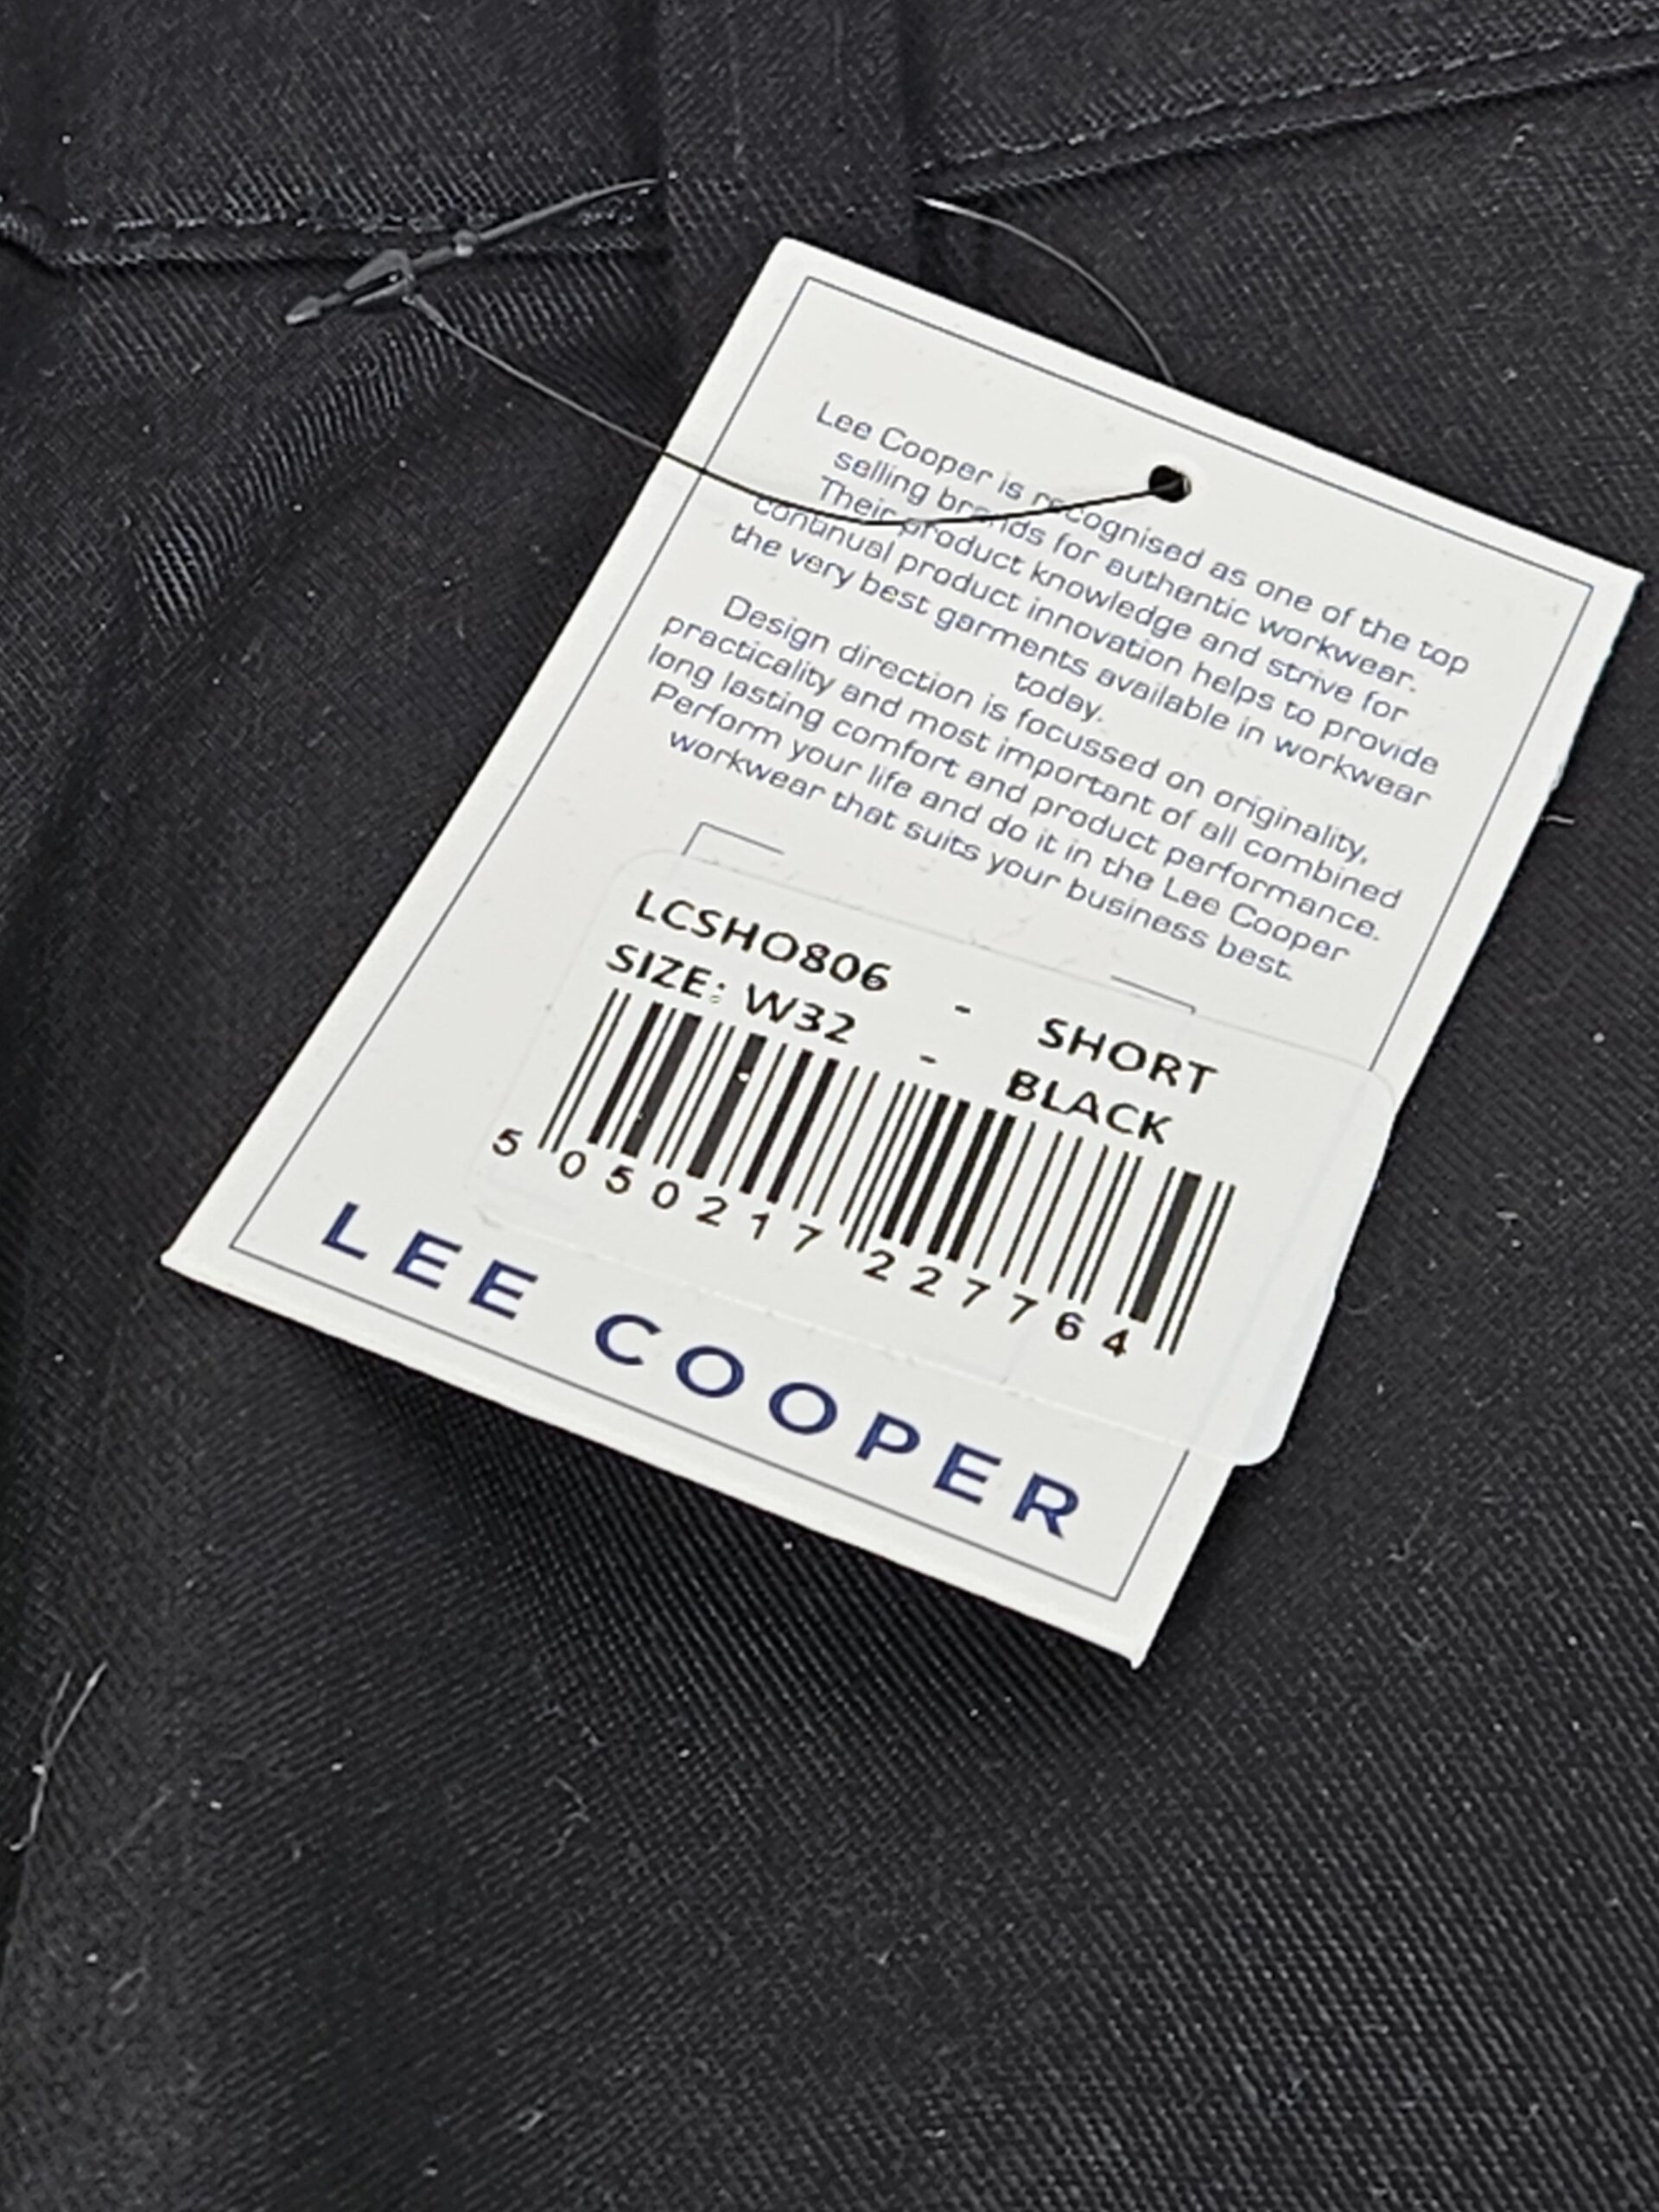 Lee Cooper is recognised as one of the top
selling brands for authentic workwear.
Their product knowledge and strive for
continual product innovation helps to provide
the very best garments available in workwear
today.
Design direction is focussed on originality,
practicality and most important of all combined
long lasting comfort and product performance.
Perform your life and do it in the Lee Cooper
workwear that suits your business best.
LCSHO806 - SHORT
SIZE: W32 - BLACK
5 050217 227764
LEE COOPER